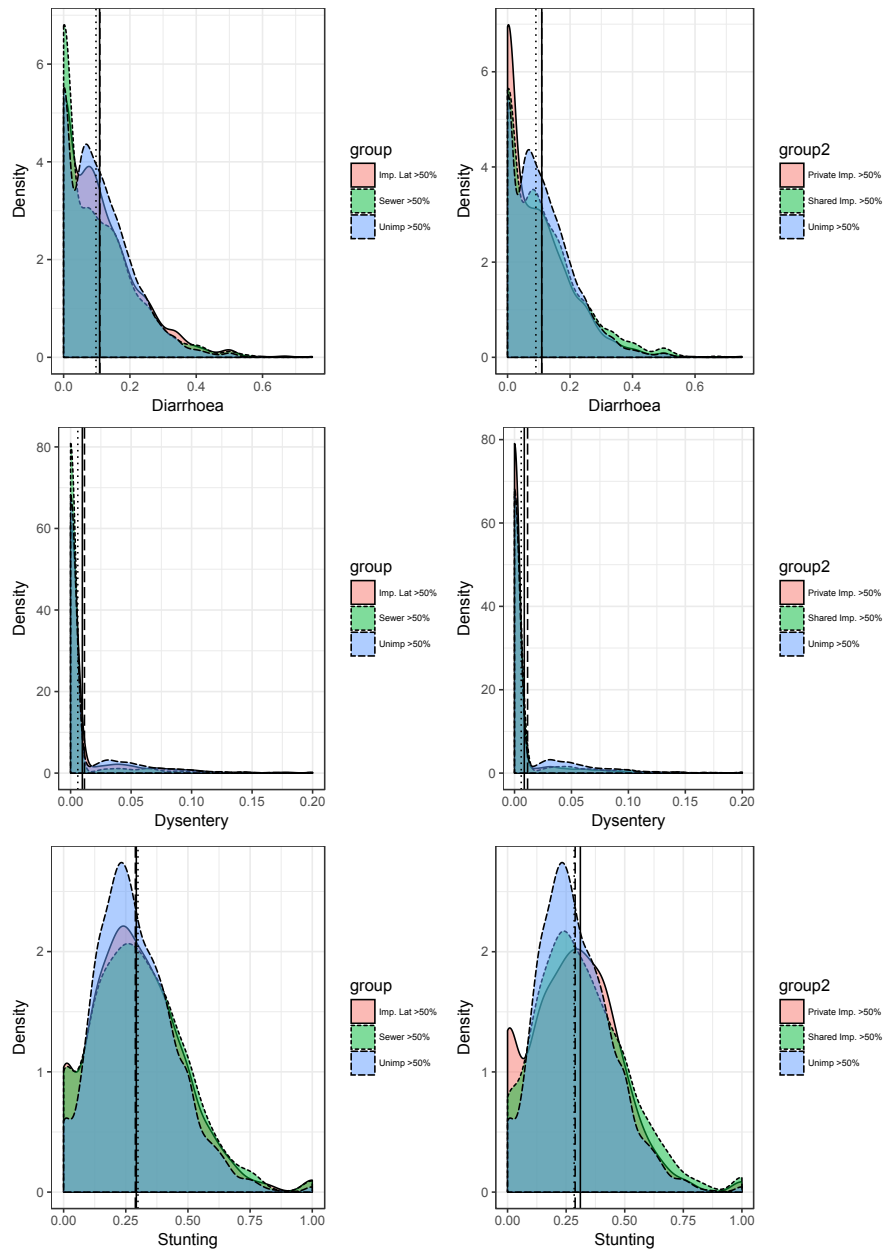 6
4
2
0
Density
0.0 0.2 0.4 0.6
Diarrhoea
group
Imp. Lat >50%
Sewer >50%
Unimp >50%
6
4
2
0
Density
0.0 0.2 0.4 0.6
Diarrhoea
group2
Private Imp. >50%
Shared Imp. >50%
Unimp >50%
80
60
40
20
0
Density
0.00 0.05 0.10 0.15 0.20
Dysentery
group
Imp. Lat >50%
Sewer >50%
Unimp >50%
80
60
40
20
0
Density
0.00 0.05 0.10 0.15 0.20
Dysentery
group2
Private Imp. >50%
Shared Imp. >50%
Unimp >50%
2
1
0
Density
0.00 0.25 0.50 0.75 1.00
Stunting
group
Imp. Lat >50%
Sewer >50%
Unimp >50%
2
1
0
Density
0.00 0.25 0.50 0.75 1.00
Stunting
group2
Private Imp. >50%
Shared Imp. >50%
Unimp >50%